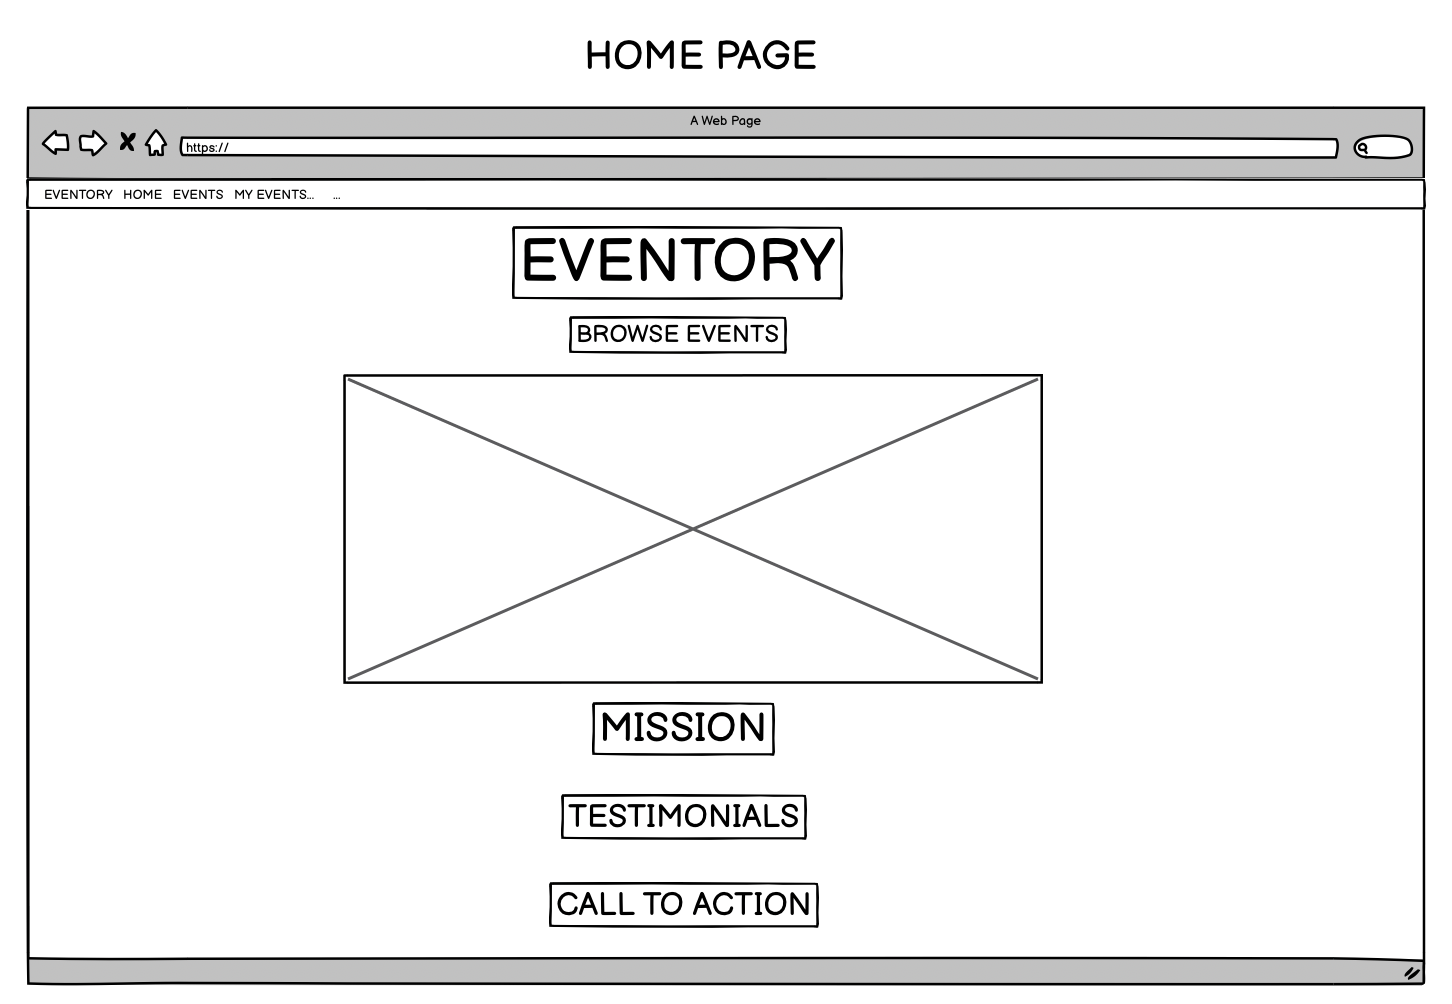 HOME PAGE
A Web Page
https://
EVENTORY HOME EVENTS MY EVENTS... ...
EVENTORY
BROWSE EVENTS
MISSION
TESTIMONIALS
CALL TO ACTION